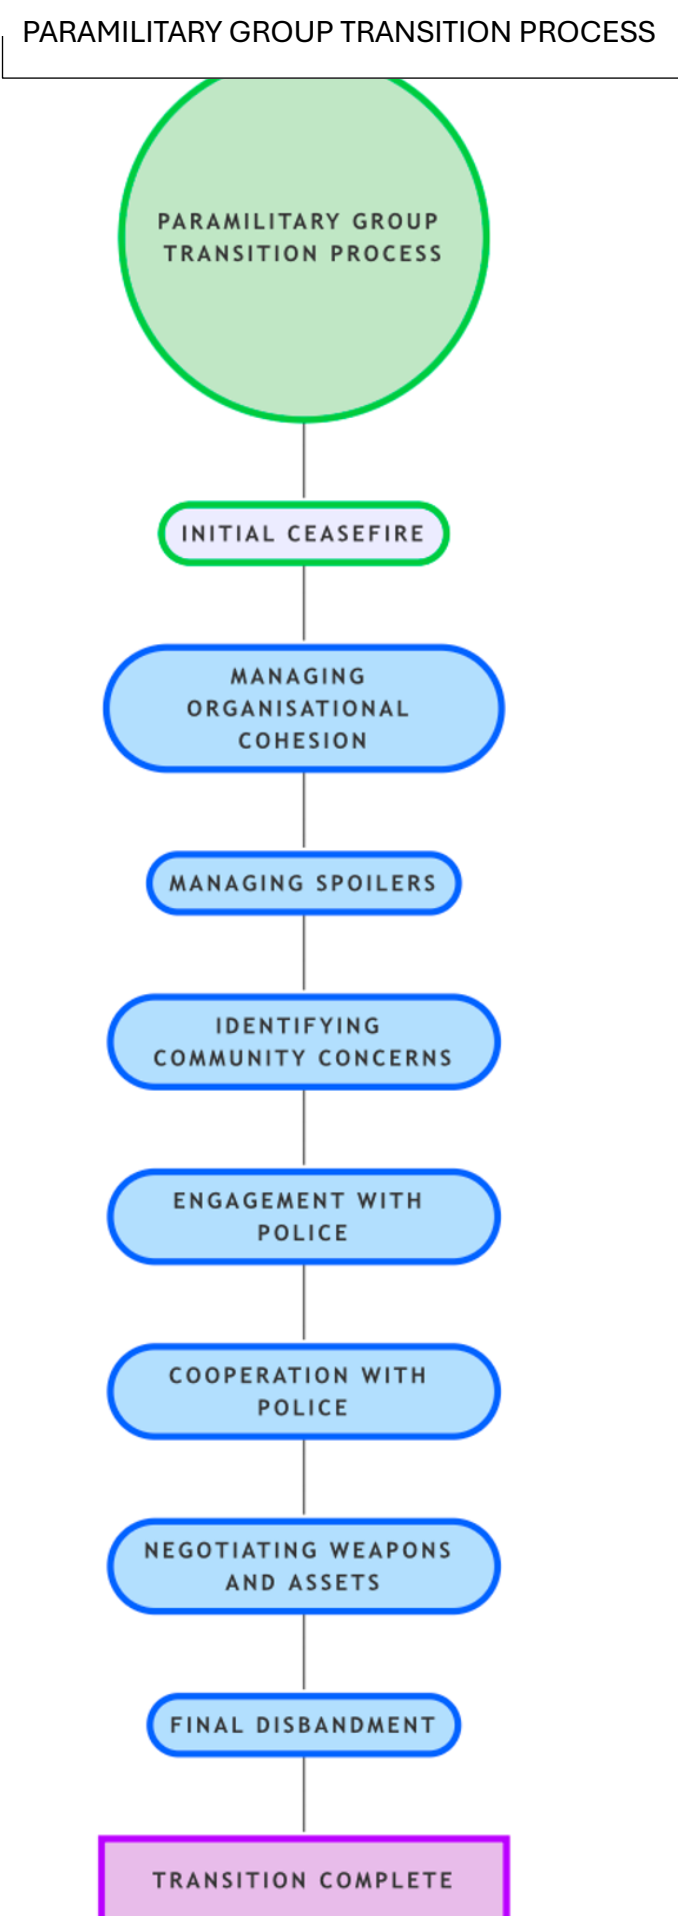 PARAMILITARY GROUP TRANSITION PROCESS
PARAMILITARY GROUP
TRANSITION PROCESS
INITIAL CEASEFIRE
MANAGING
ORGANISATIONAL
COHESION
MANAGING SPOILERS
IDENTIFYING
COMMUNITY CONCERNS
ENGAGEMENT WITH
POLICE
COOPERATION WITH
POLICE
NEGOTIATING WEAPONS
AND ASSETS
FINAL DISBANDMENT
TRANSITION COMPLETE